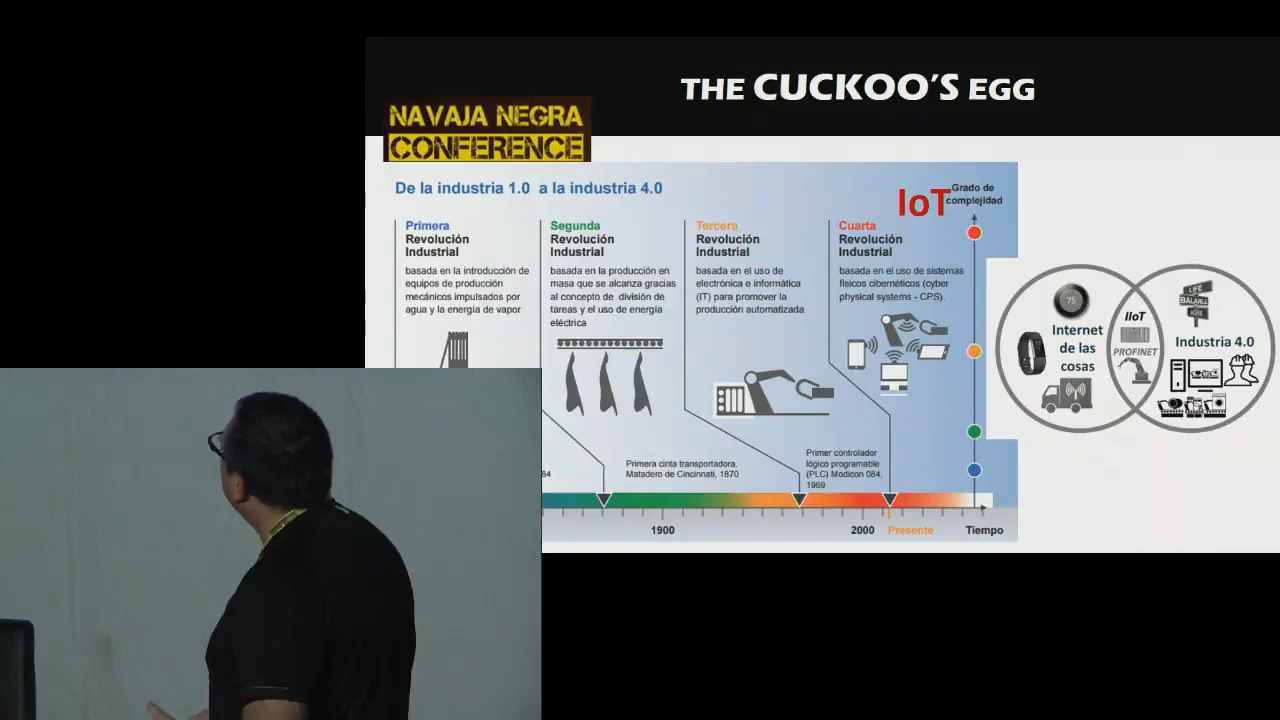 THE CUCKOO'S EGG
NAVAJA NEGRA
CONFERENCE
De la industria 1.0 a la industria 4.0
IoT
Grado de
complejidad
Primera
Revolución
Industrial
basada en la introducción de
equipos de producción
mecánicos impulsados por
agua y la energía de vapor
Segunda
Revolución
Industrial
basada en la producción en
masa que se alcanza gracias
al concepto de división de
tareas y el uso de energía
eléctrica
Tercera
Revolución
Industrial
basada en el uso de
electrónica e informática
(IT) para promover la
producción automatizada.
Cuarta
Revolución
Industrial
basada en el uso de sistemas
físicos cibernéticos (cyber
physical systems - CPS).
75
Internet
de las
cosas
IIoT
PROFINET
LIFE
BALANCE
WORK
Industria 4.0
Primera cinta transportadora.
Matadero de Cincinnati, 1870
Primer controlador
lógico programable
(PLC) Modicon 084,
1969
1900
2000
Presente
Tiempo